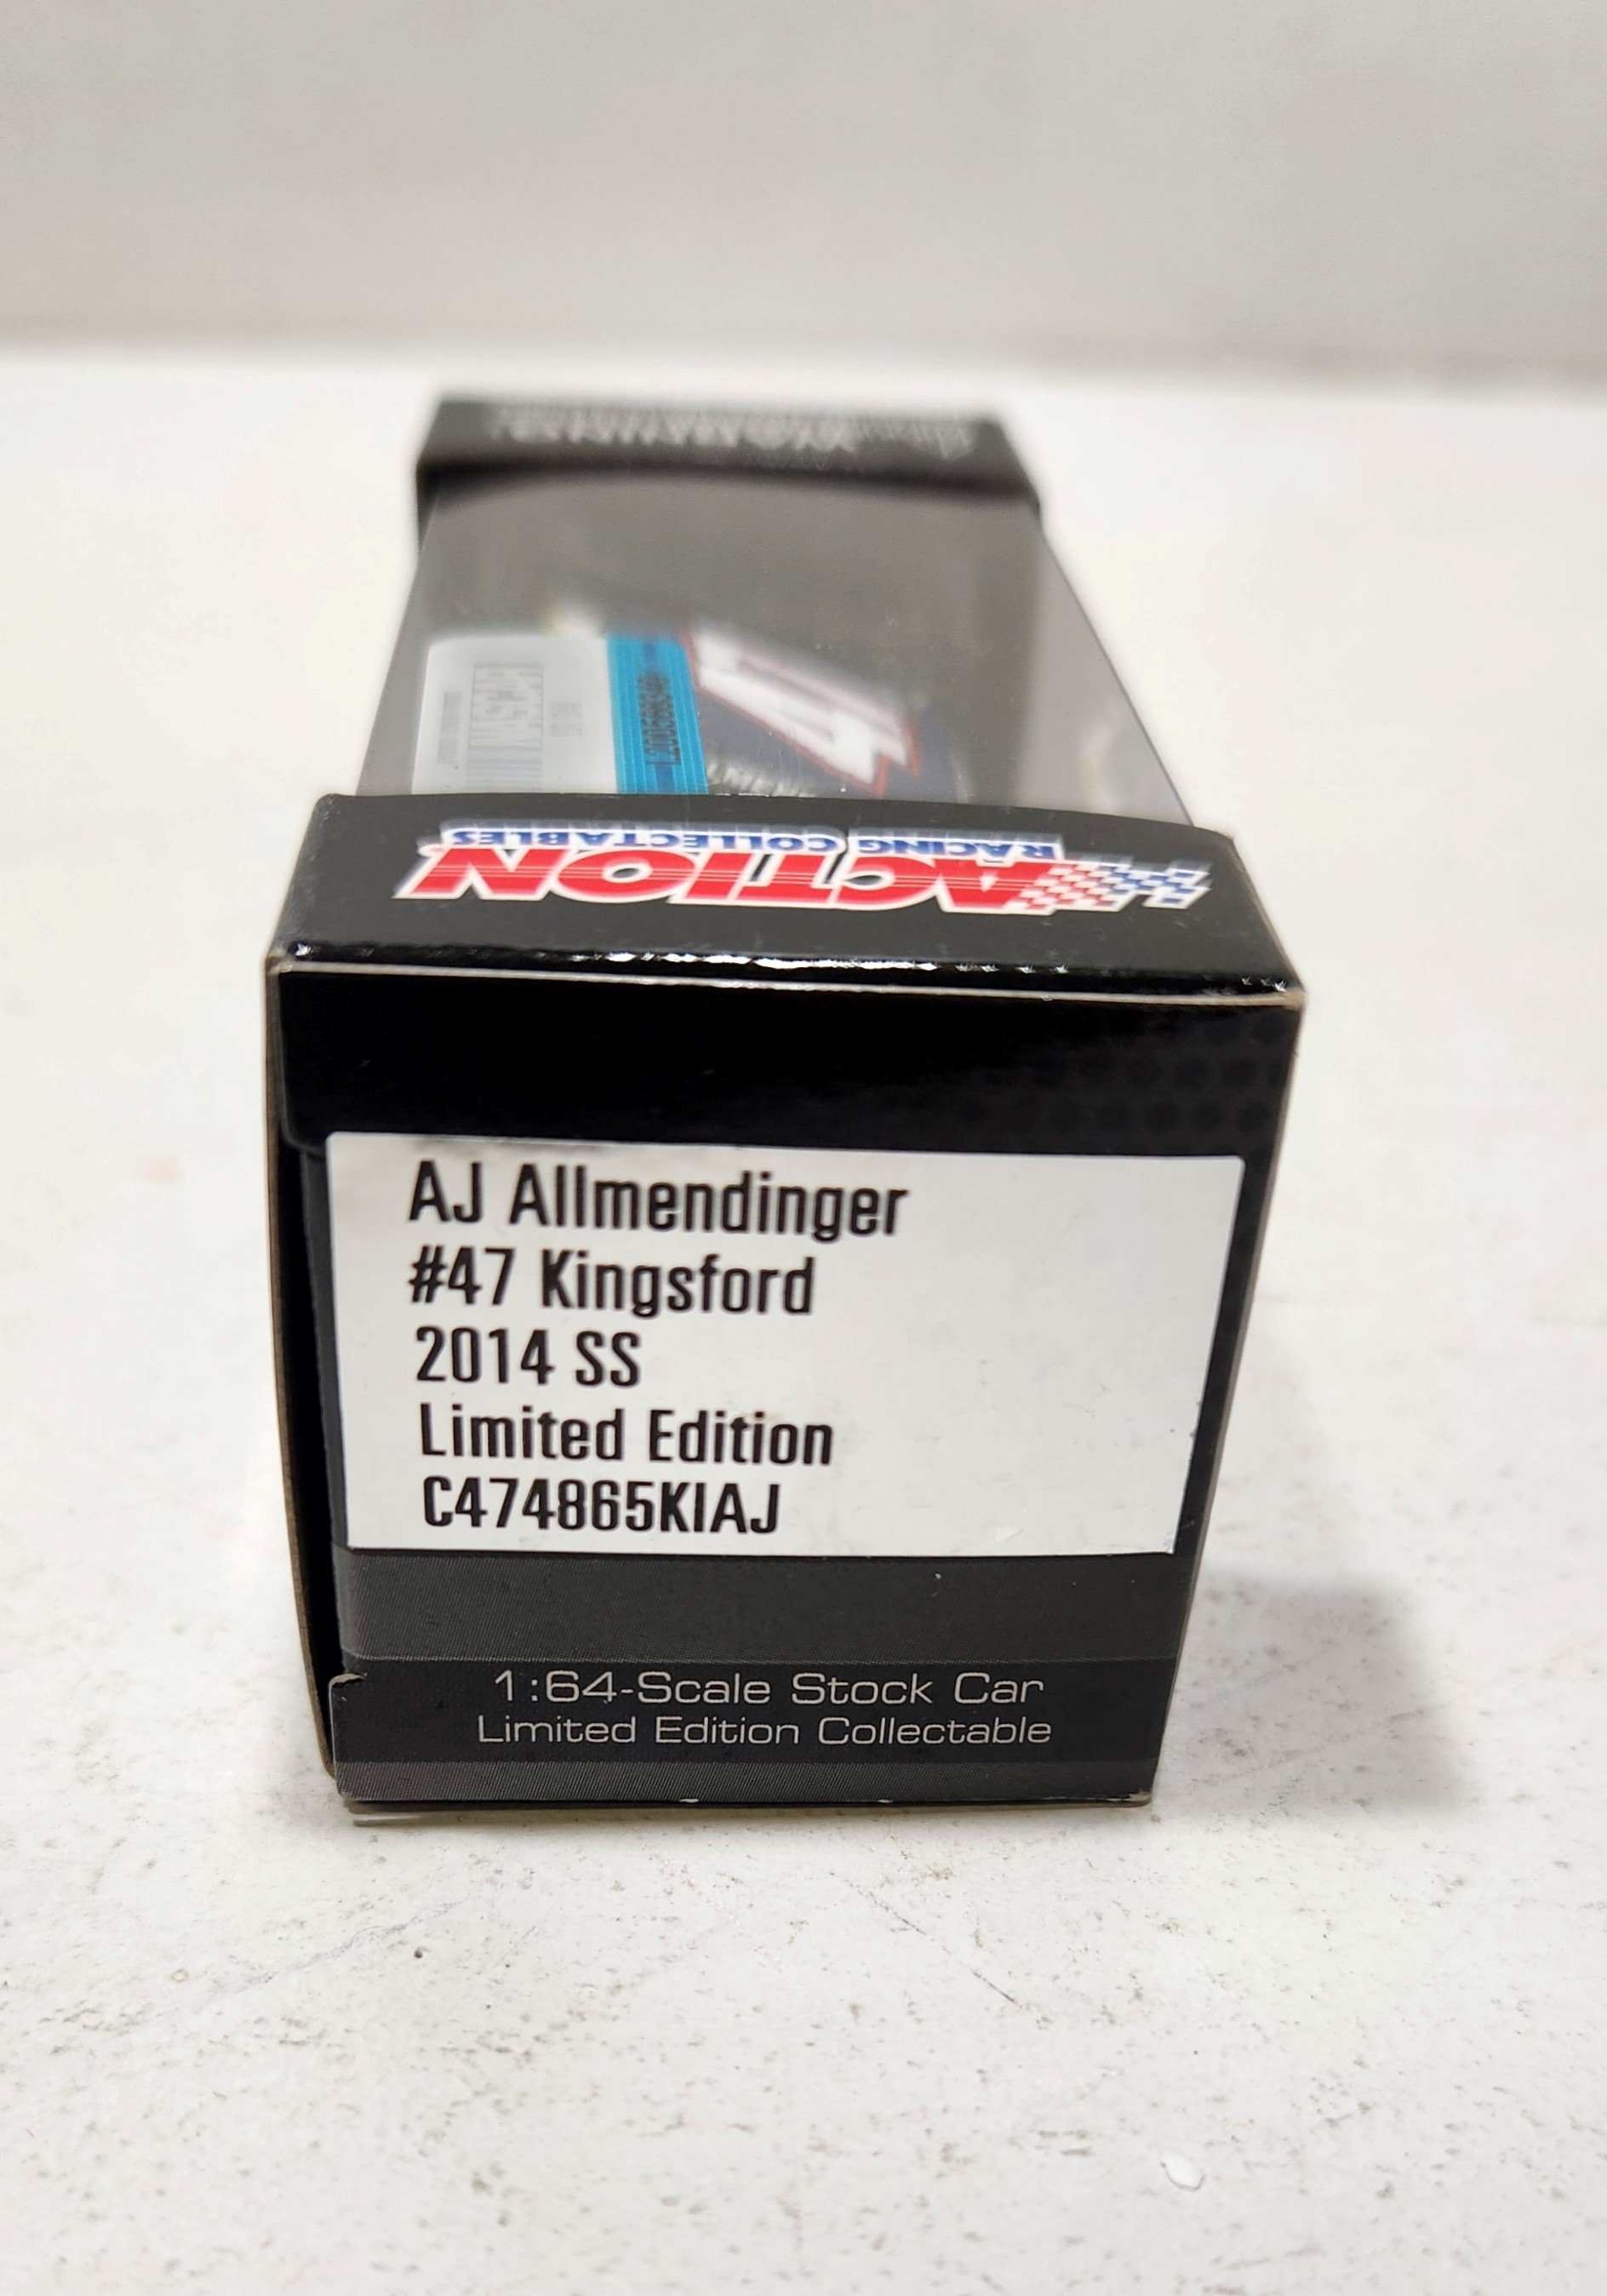 WARNING:
ACTION
RACING COLLECTABLES
AJ Allmendinger
#47 Kingsford
2014 SS
Limited Edition
C474865KIAJ
1:64-Scale Stock Car
Limited Edition Collectable